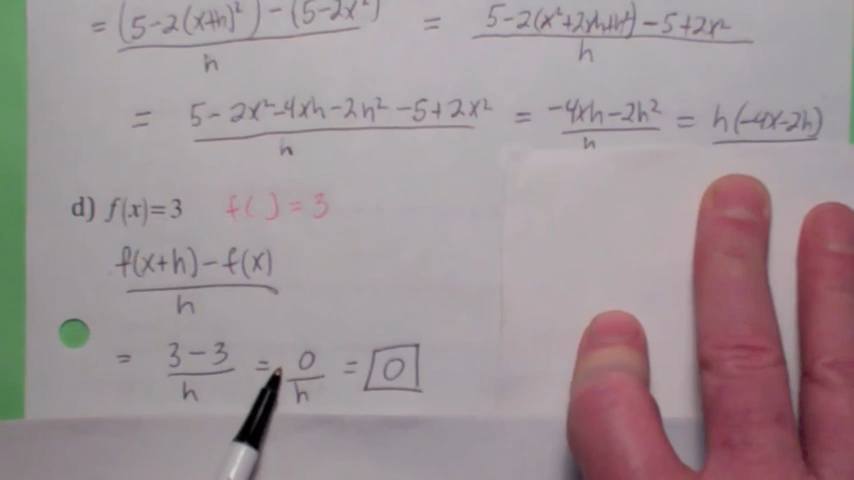 = (5-2(x+h)²) - (5-2x²) / h = 5-2(x²+2xh+h²) - 5+2x² / h
= 5-2x²-4xh-2h²-5+2x² / h = -4xh-2h² / h = h(-4x-2h)
d) f(x)=3 f( ) = 3
f(x+h) - f(x) / h
= 3-3 / h = 0 / h = 0